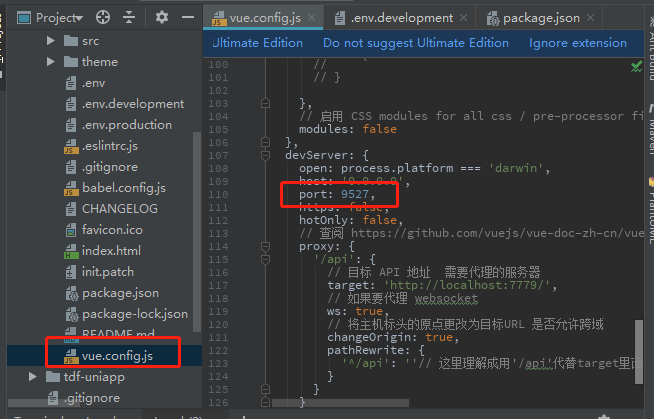 Project
vue.config.js
.env.development
package.json
Ultimate Edition Do not suggest Ultimate Edition Ignore extension
src
theme
.env
.env.development
.env.production
.eslintrc.js
.gitignore
babel.config.js
CHANGELOG
favicon.ico
index.html
init.patch
package.json
package-lock.json
README.md
vue.config.js
tdf-uniapp
.gitignore
100 //
101 // }
102
103 },
104 // 启用 CSS modules for all css / pre-processor fi
105 modules: false
106 },
107 devServer: {
108 open: process.platform === 'darwin',
109 host: '0.0.0.0',
110 port: 9527,
111 https: false,
112 hotOnly: false,
113 // 查阅 https://github.com/vuejs/vue-doc-zh-cn/vue
114 proxy: {
115 '/api': {
116 // 目标 API 地址 需要代理的服务器
117 target: 'http://localhost:7779/',
118 // 如果要代理 websocket
119 ws: true,
120 // 将主机标头的原点更改为目标URL 是否允许跨域
121 changeOrigin: true,
122 pathRewrite: {
123 '^/api': ''// 这里理解成用'/api'代替target里面
124 }
125 }
126 }
Maven